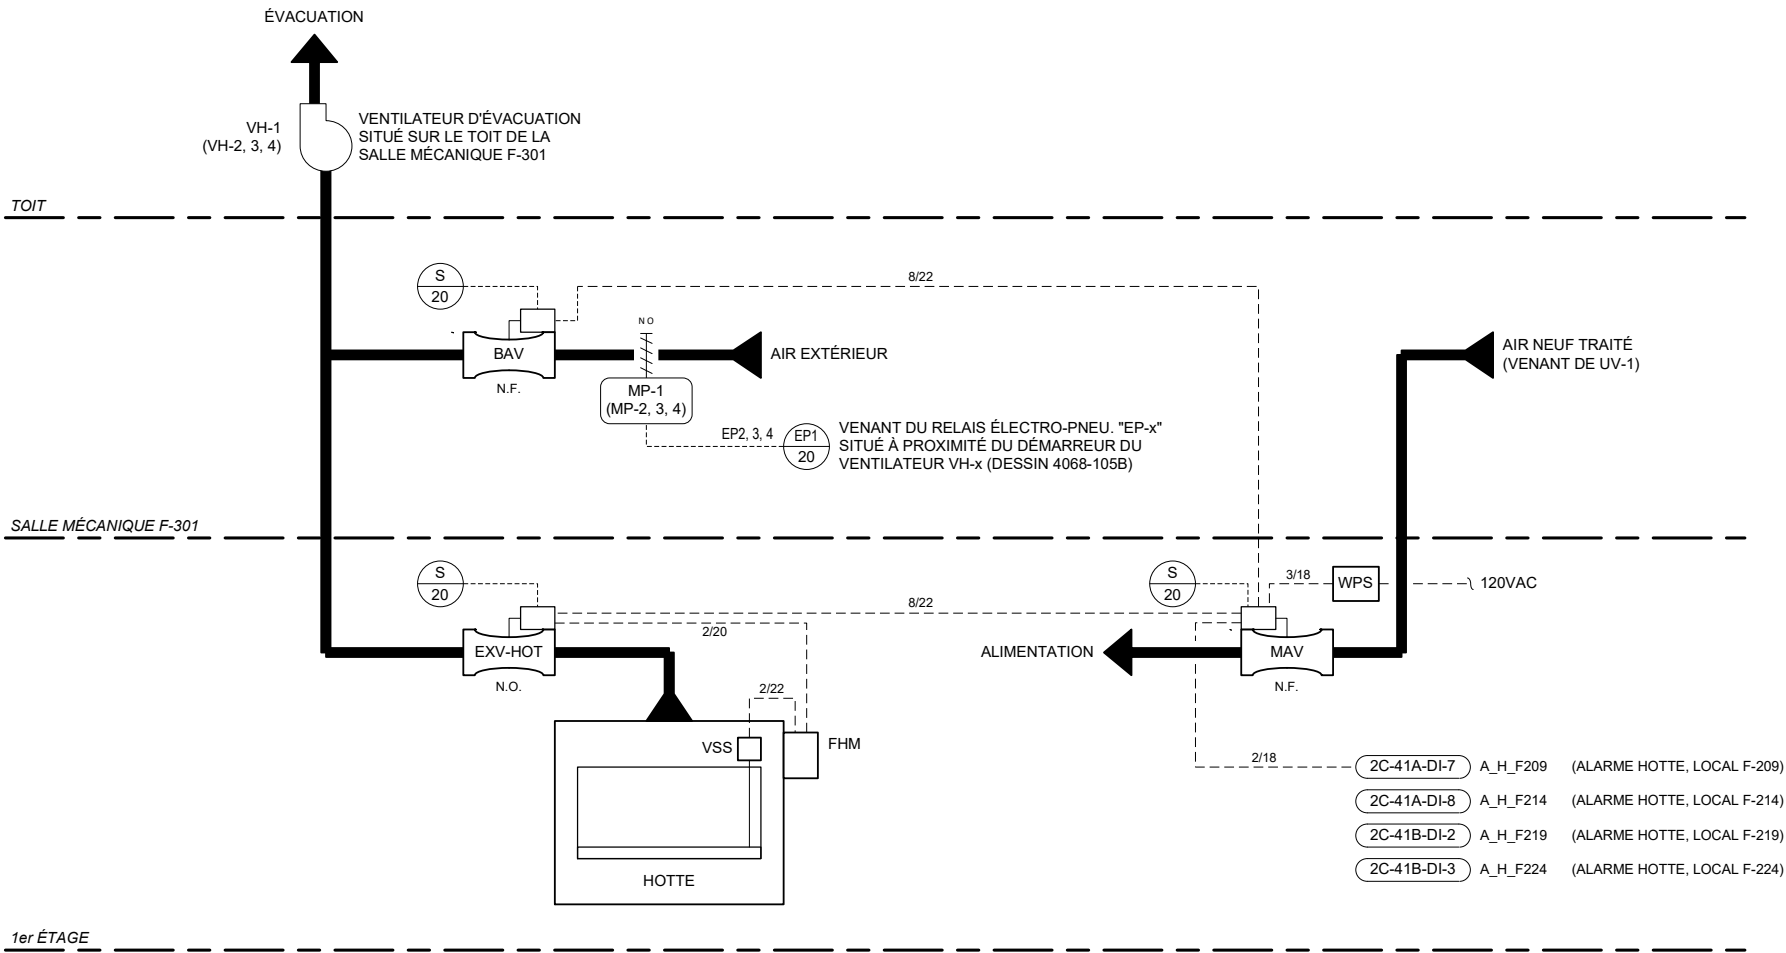 ÉVACUATION
VH-1
(VH-2, 3, 4)
VENTILATEUR D'ÉVACUATION
SITUÉ SUR LE TOIT DE LA
SALLE MÉCANIQUE F-301
TOIT
S
20
8/22
BAV
N.F.
N O
AIR EXTÉRIEUR
MP-1
(MP-2, 3, 4)
EP2, 3, 4
EP1
20
VENANT DU RELAIS ÉLECTRO-PNEU. "EP-x"
SITUÉ À PROXIMITÉ DU DÉMARREUR DU
VENTILATEUR VH-x (DESSIN 4068-105B)
AIR NEUF TRAITÉ
(VENANT DE UV-1)
SALLE MÉCANIQUE F-301
S
20
8/22
2/20
EXV-HOT
N.O.
S
20
3/18
WPS
120VAC
ALIMENTATION
MAV
N.F.
2/22
VSS
FHM
HOTTE
2/18
2C-41A-DI-7 A_H_F209 (ALARME HOTTE, LOCAL F-209)
2C-41A-DI-8 A_H_F214 (ALARME HOTTE, LOCAL F-214)
2C-41B-DI-2 A_H_F219 (ALARME HOTTE, LOCAL F-219)
2C-41B-DI-3 A_H_F224 (ALARME HOTTE, LOCAL F-224)
1er ÉTAGE